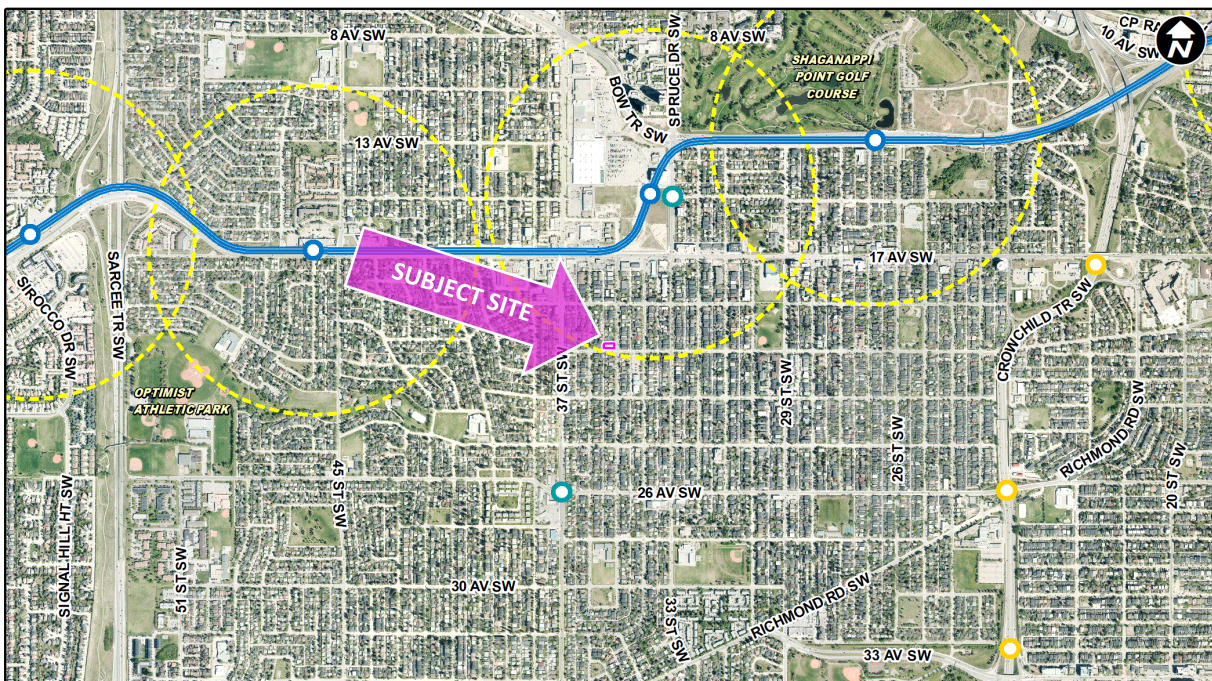 8 AV SW
SPRUCE DR SW
8 AV SW
CP RA
10 AV SW
N
BOW TR SW
SHAGANAPPI
POINT GOLF
COURSE
13 AV SW
17 AV SW
SUBJECT SITE
SARCEE TR SW
SIROCCO DR SW
CROWCHILD TR SW
37 ST SW
29 ST SW
OPTIMIST
ATHLETIC PARK
26 ST SW
RICHMOND RD SW
20 ST SW
45 ST SW
26 AV SW
SIGNAL HILL HT SW
51 ST SW
30 AV SW
33 ST SW
RICHMOND RD SW
33 AV SW